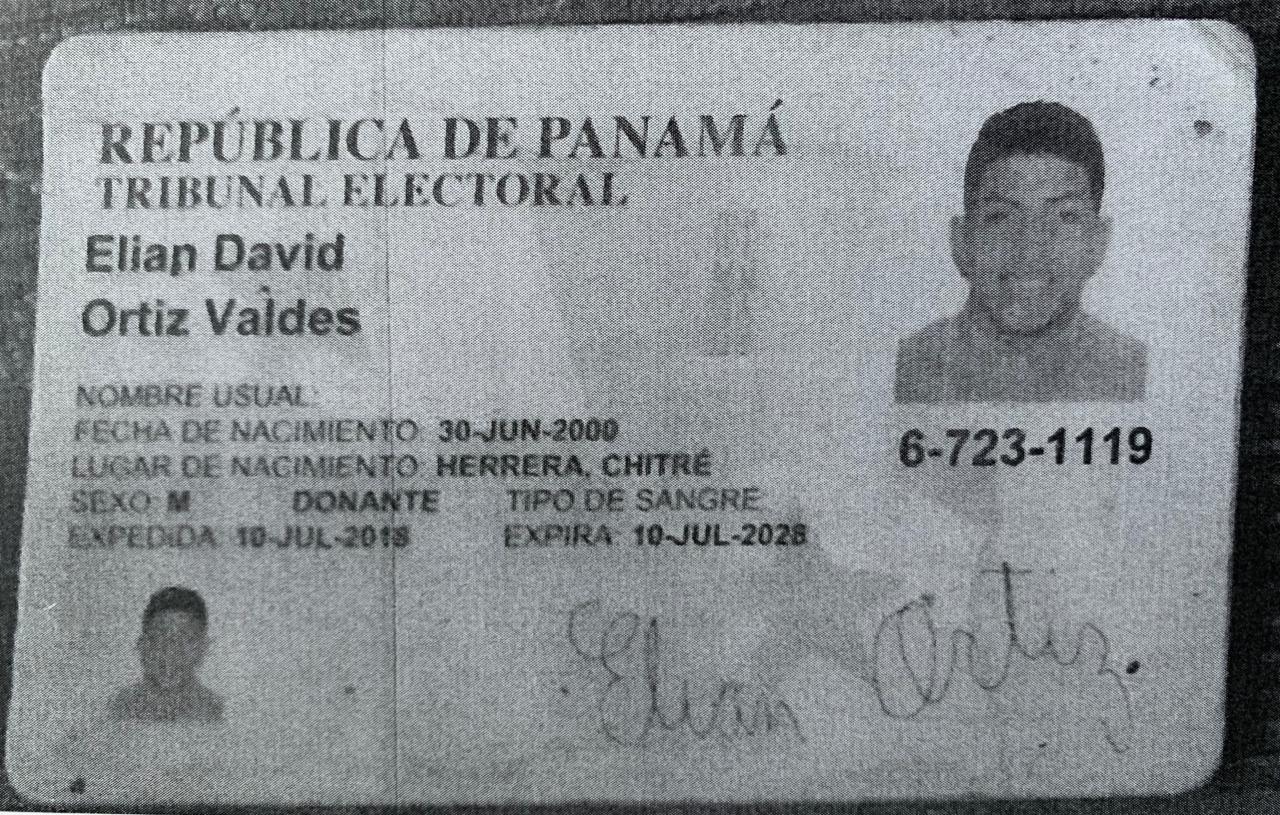 REPÚBLICA DE PANAMÁ
TRIBUNAL ELECTORAL
Elian David
Ortiz Valdes
NOMBRE USUAL:
FECHA DE NACIMIENTO: 30-JUN-2000
LUGAR DE NACIMIENTO: HERRERA, CHITRÉ
SEXO: M DONANTE TIPO DE SANGRE
EXPEDIDA: 10-JUL-2018 EXPIRA: 10-JUL-2028
6-723-1119
Elian Ortiz